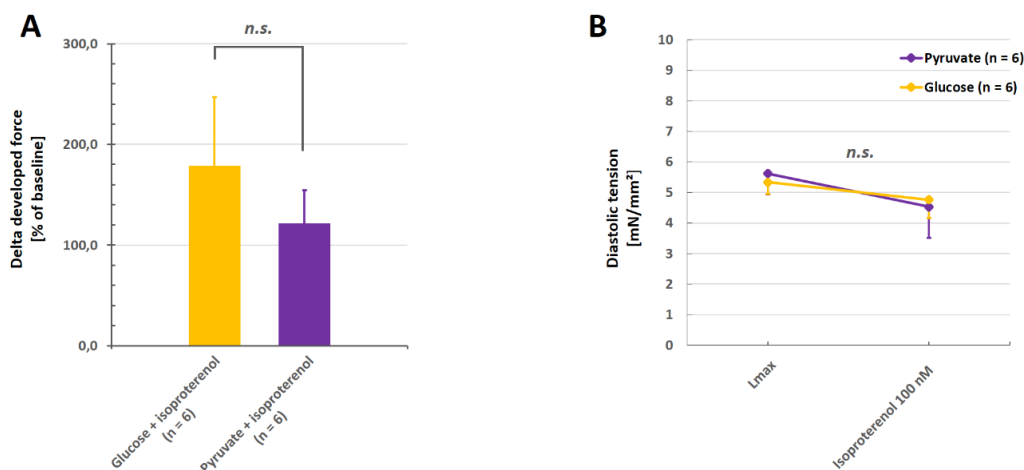 A
n.s.
Delta developed force
[% of baseline]
300,0
200,0
100,0
0,0
Glucose + isoproterenol
(n = 6)
Pyruvate + isoproterenol
(n = 6)
B
Pyruvate (n = 6)
Glucose (n = 6)
n.s.
Diastolic tension
[mN/mm²]
10
9
8
7
6
5
4
3
2
1
0
Lmax
Isoproterenol 100 nM